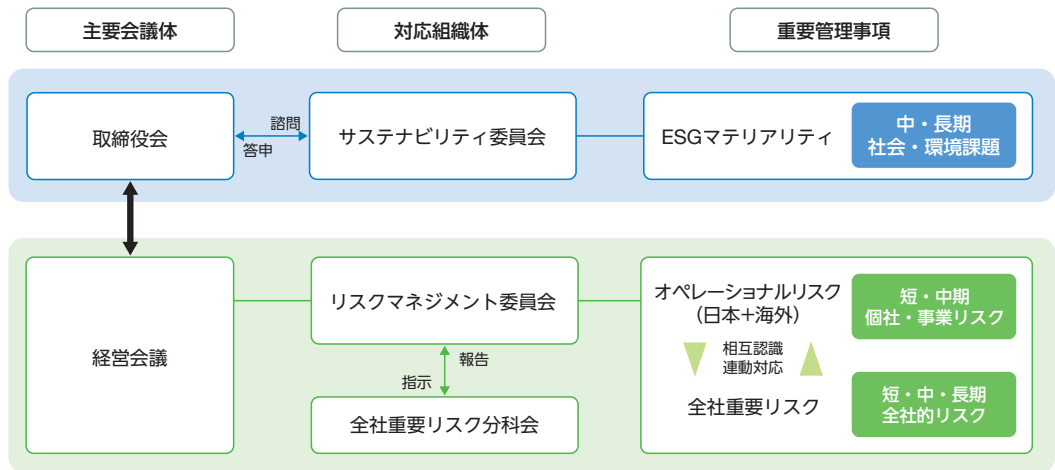 主要会議体
対応組織体
重要管理事項
取締役会
諮問
答申
サステナビリティ委員会
ESGマテリアリティ
中・長期
社会・環境課題
経営会議
リスクマネジメント委員会
報告
指示
全社重要リスク分科会
オペレーショナルリスク
（日本+海外）
短・中期
個社・事業リスク
相互認識
連動対応
全社重要リスク
短・中・長期
全社的リスク